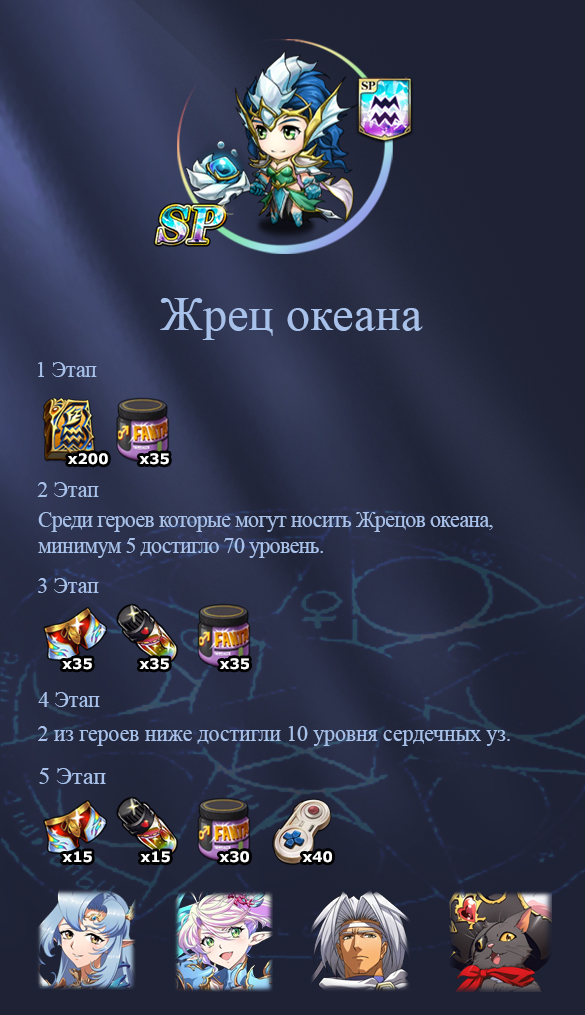 SP
SP
Жрец океана
1 Этап
x200
x35
2 Этап
Среди героев которые могут носить Жрецов океана,
минимум 5 достигло 70 уровень.
3 Этап
x35
x35
x35
4 Этап
2 из героев ниже достигли 10 уровня сердечных уз.
5 Этап
x15
x15
x30
x40